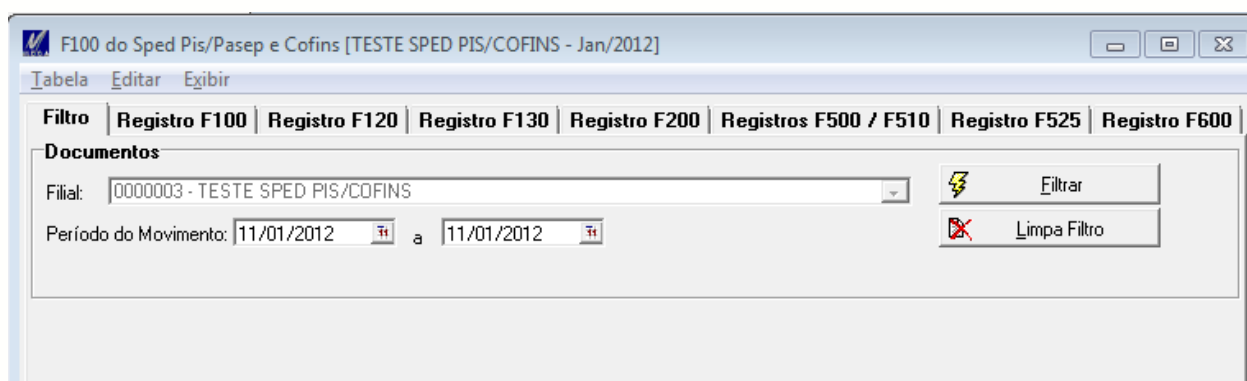 F100 do Sped Pis/Pasep e Cofins [TESTE SPED PIS/COFINS - Jan/2012]
Tabela Editar Exibir
Filtro Registro F100 Registro F120 Registro F130 Registro F200 Registros F500 / F510 Registro F525 Registro F600
Documentos
Filial: 0000003 - TESTE SPED PIS/COFINS Filtrar
Período do Movimento: 11/01/2012 a 11/01/2012 Limpa Filtro